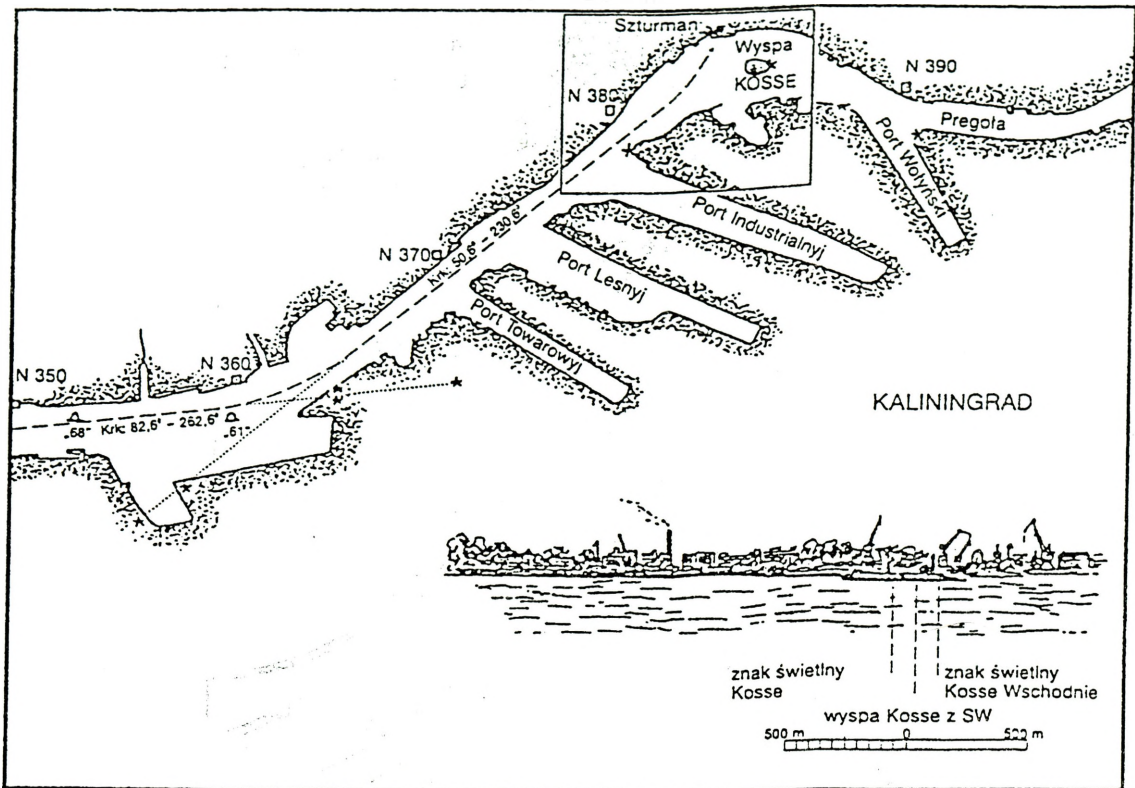 Szturman
Wyspa
KOSSE
N 390
N 380
Pregoła
Port Wołyński
Port Industrialnyj
N 370
Krk: 50,6° - 230,6°
Port Lesnyj
Port Towarowyj
N 360
N 350
KALININGRAD
-68-
Krk: 82,6° - 262,6°
-61-
znak świetlny
Kosse
znak świetlny
Kosse Wschodnie
wyspa Kosse z SW
500 m
0
500 m